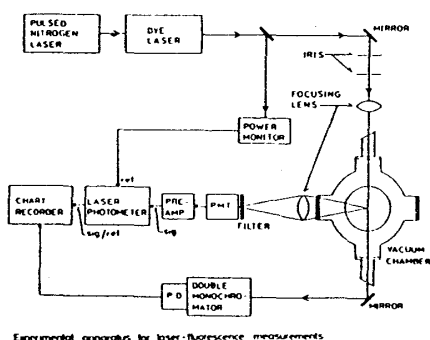 PULSED
NITROGEN
LASER
DYE
LASER
MIRROR
IRIS
FOCUSING
LENS
POWER
MONITOR
ref
CHART
RECORDER
LASER
PHOTOMETER
PRE-
AMP
PMT
sig/ref
sig
FILTER
VACUUM
CHAMBER
P D
DOUBLE
MONOCHRO-
MATOR
MIRROR
Experimental apparatus for laser-fluorescence measurements